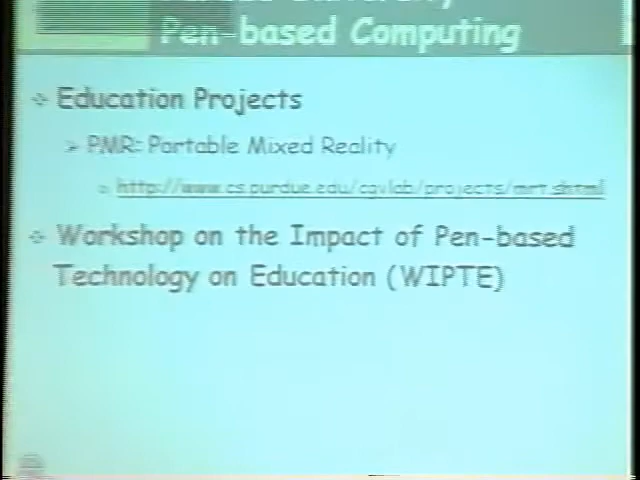 University
Pen-based Computing
Education Projects
PMR: Portable Mixed Reality
http://www.cs.purdue.edu/cgvlab/projects/mrt.shtml
Workshop on the Impact of Pen-based
Technology on Education (WIPTE)